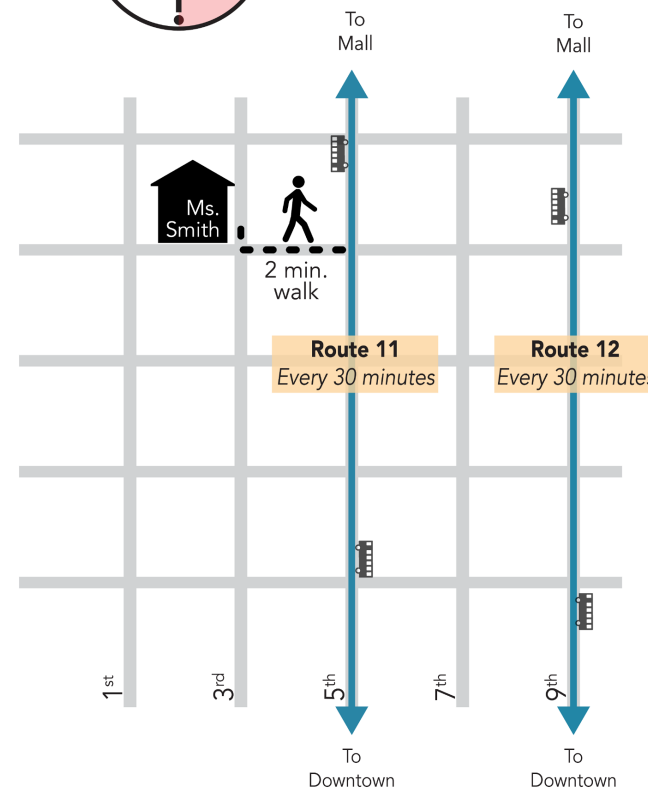 To
Mall
To
Mall
Ms.
Smith
2 min.
walk
Route 11
Every 30 minutes
Route 12
Every 30 minutes
1st
3rd
5th
7th
9th
To
Downtown
To
Downtown